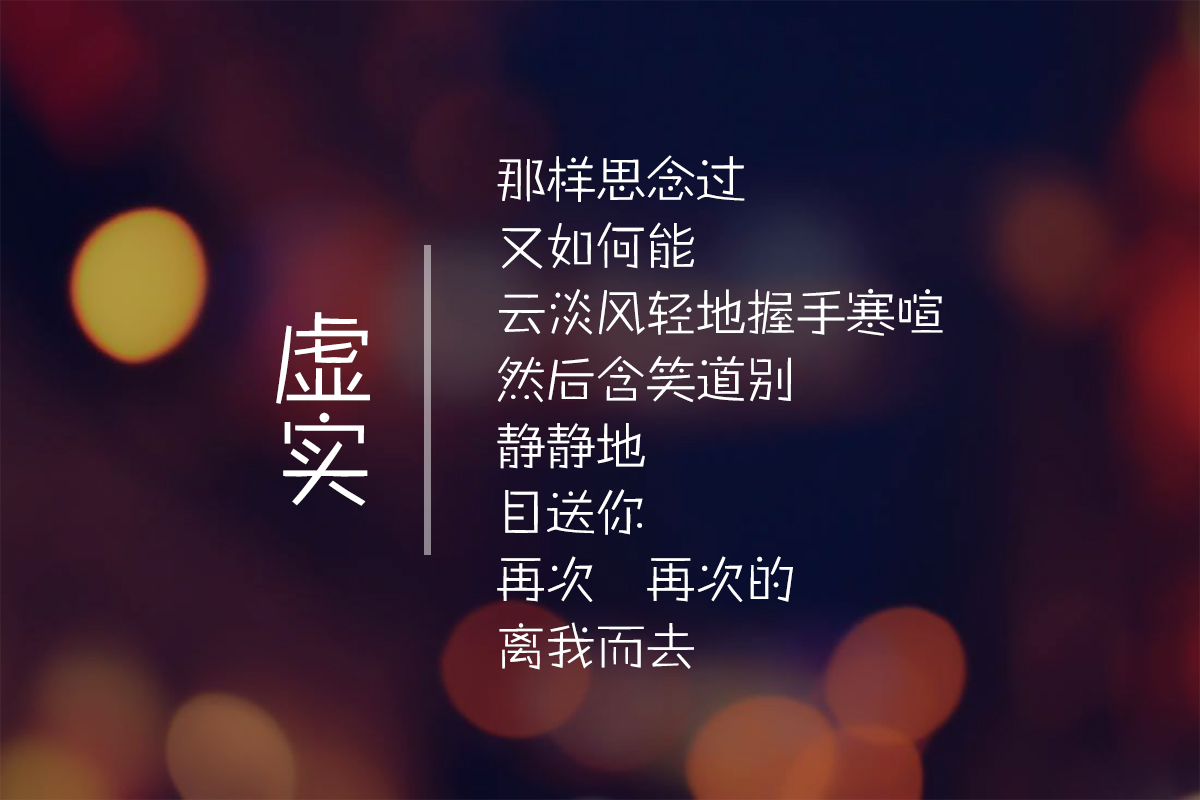 虚实
那样思念过
又如何能
云淡风轻地握手寒喧
然后含笑道别
静静地
目送你
再次　再次的
离我而去